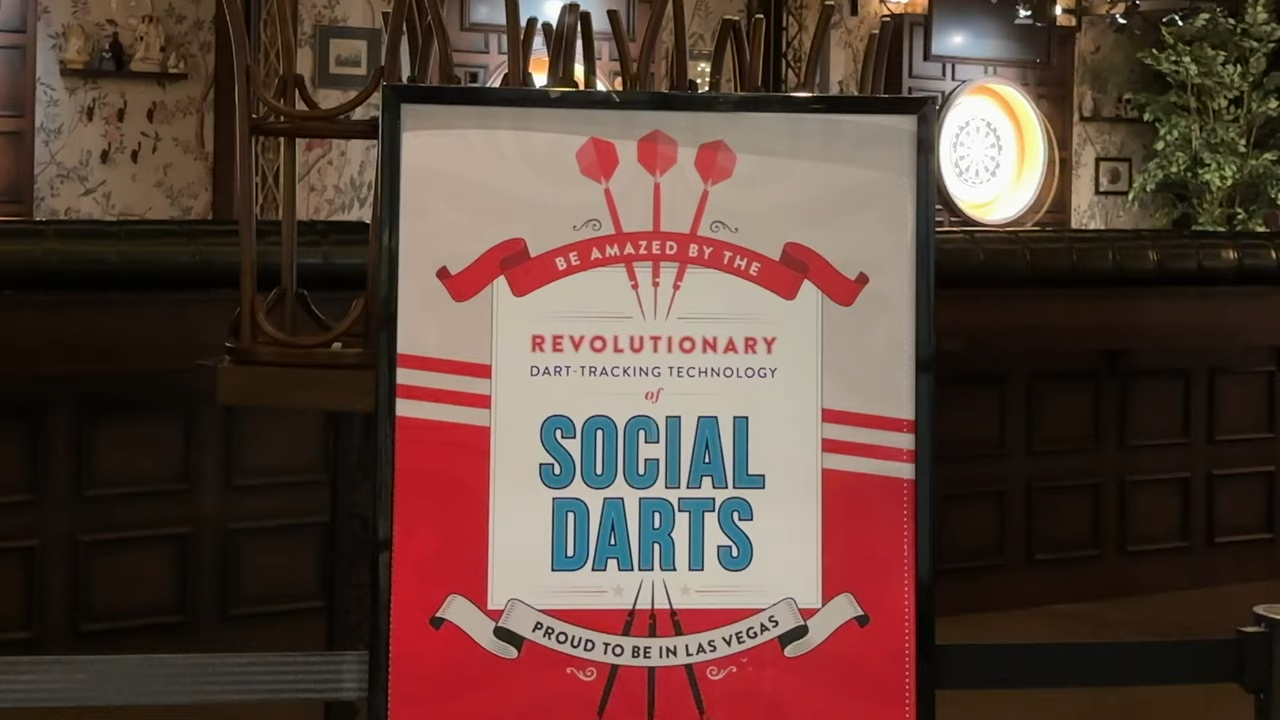 BE AMAZED BY THE
REVOLUTIONARY
DART-TRACKING TECHNOLOGY
of
SOCIAL
DARTS
PROUD TO BE IN LAS VEGAS